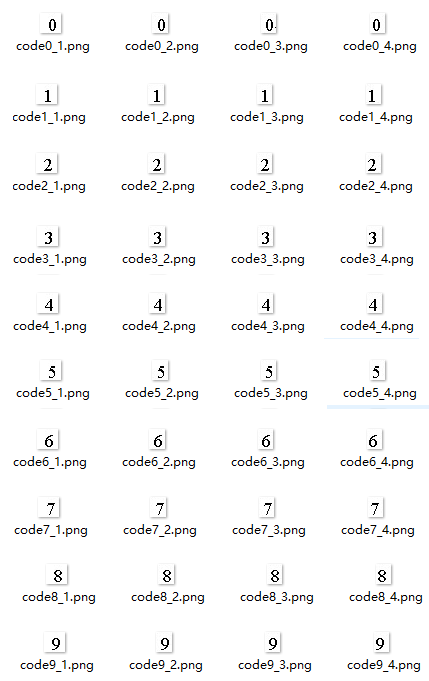 0 0 0 0
code0_1.png code0_2.png code0_3.png code0_4.png
1 1 1 1
code1_1.png code1_2.png code1_3.png code1_4.png
2 2 2 2
code2_1.png code2_2.png code2_3.png code2_4.png
3 3 3 3
code3_1.png code3_2.png code3_3.png code3_4.png
4 4 4 4
code4_1.png code4_2.png code4_3.png code4_4.png
5 5 5 5
code5_1.png code5_2.png code5_3.png code5_4.png
6 6 6 6
code6_1.png code6_2.png code6_3.png code6_4.png
7 7 7 7
code7_1.png code7_2.png code7_3.png code7_4.png
8 8 8 8
code8_1.png code8_2.png code8_3.png code8_4.png
9 9 9 9
code9_1.png code9_2.png code9_3.png code9_4.png